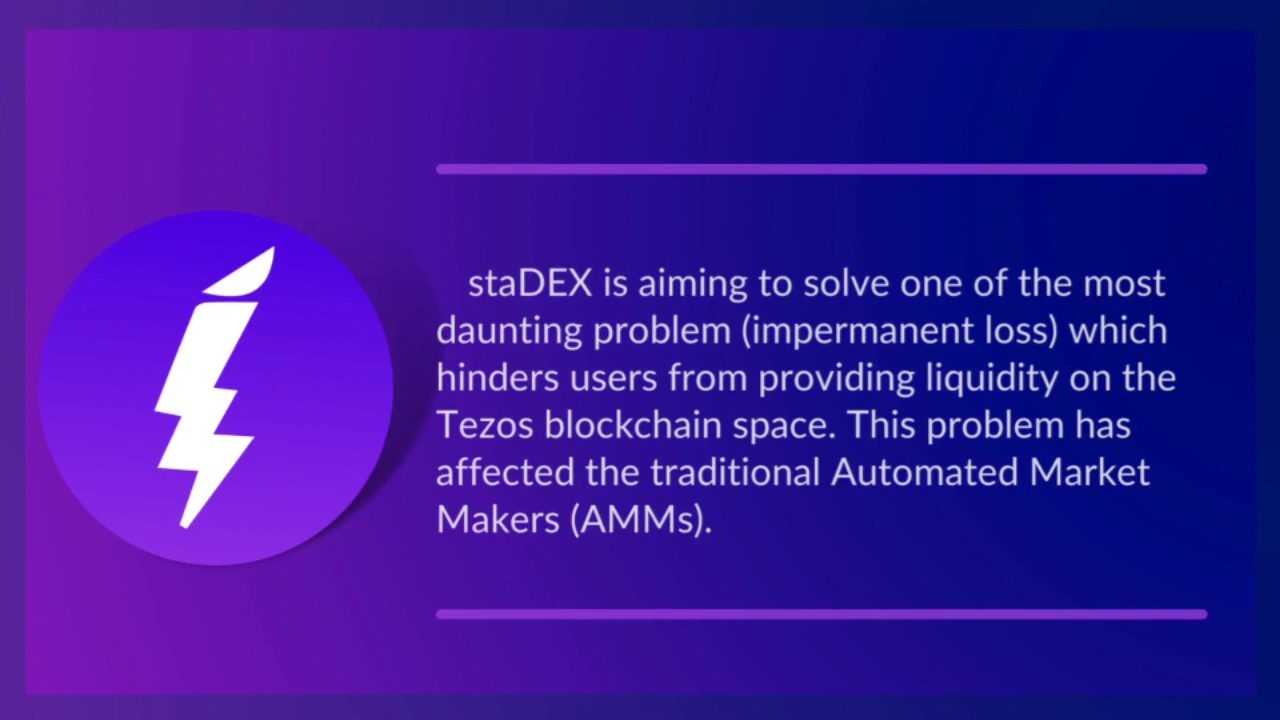 staDEX is aiming to solve one of the most
daunting problem (impermanent loss) which
hinders users from providing liquidity on the
Tezos blockchain space. This problem has
affected the traditional Automated Market
Makers (AMMs).